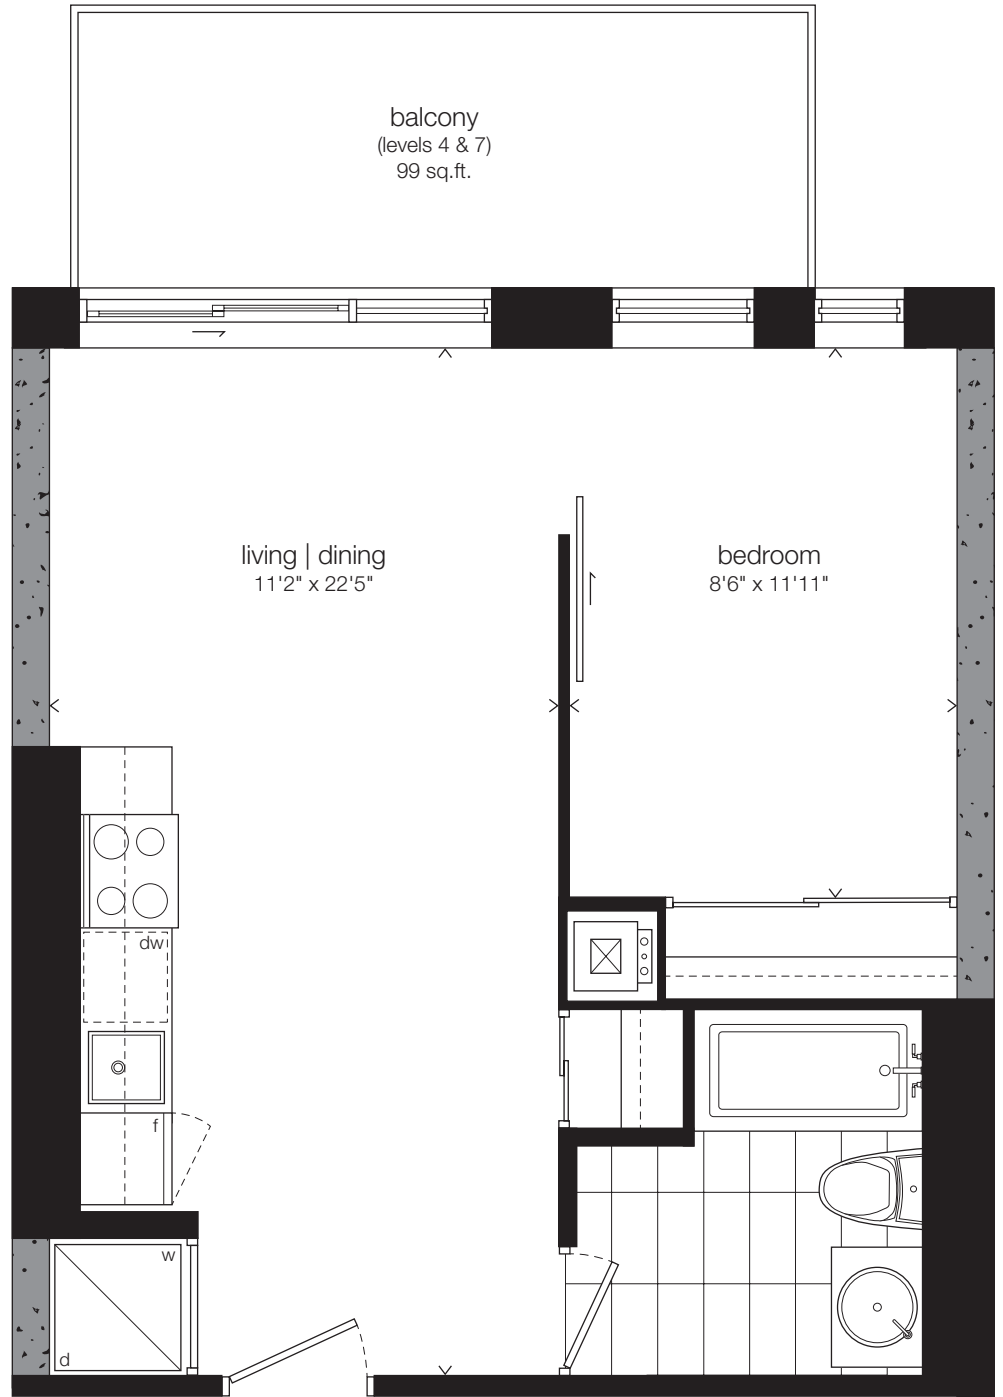 balcony
(levels 4 & 7)
99 sq.ft.
living | dining
11'2" x 22'5"
bedroom
8'6" x 11'11"
dw
f
w
d